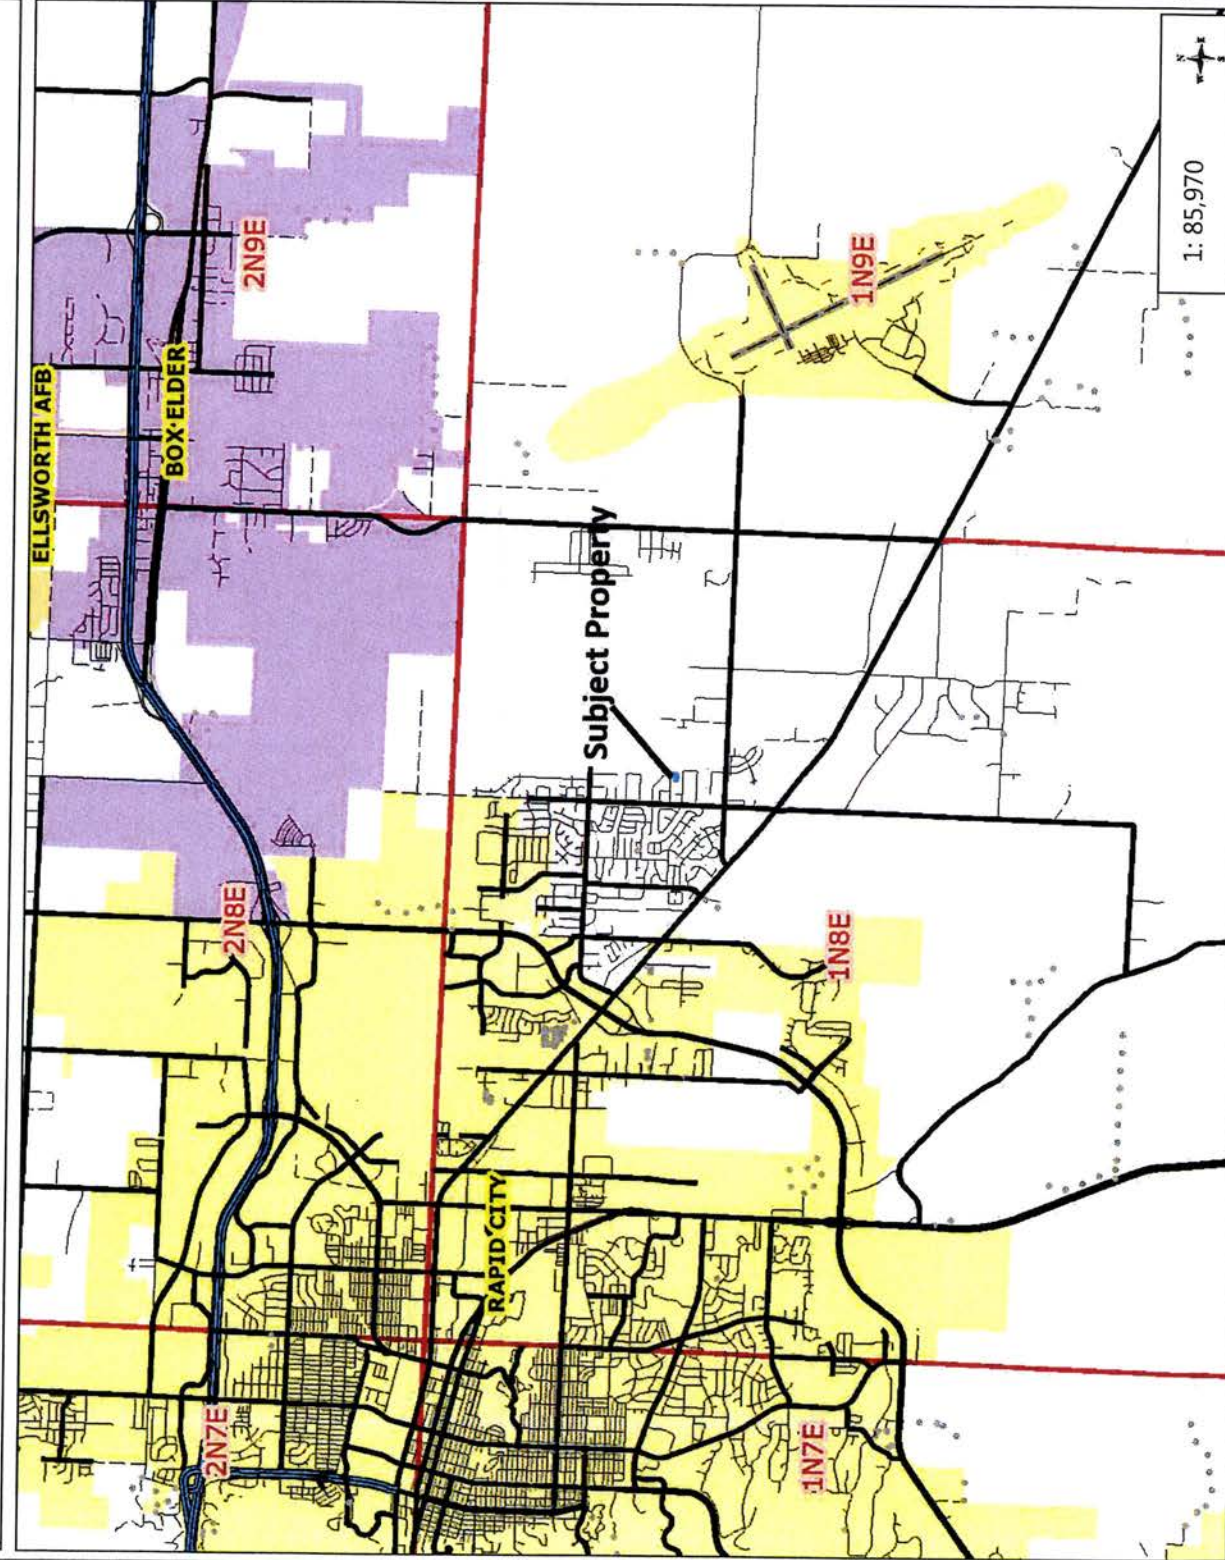 ELLSWORTH AFB
BOX ELDER
2N9E
2N8E
2N7E
Subject Property
RAPID CITY
1N9E
1N8E
1N7E
1: 85,970
N
W
E
S